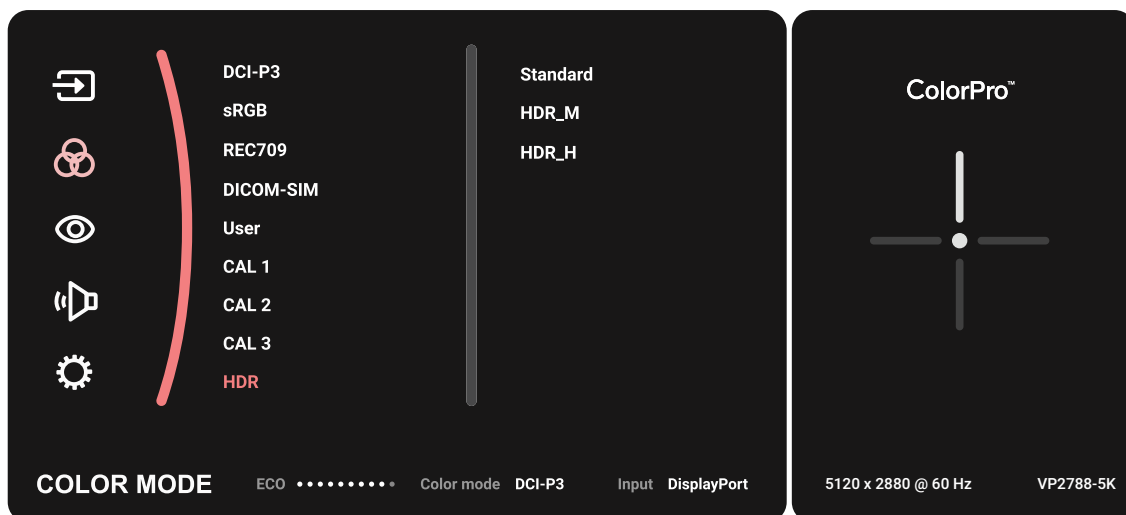 DCI-P3
sRGB
REC709
DICOM-SIM
User
CAL 1
CAL 2
CAL 3
HDR
Standard
HDR_M
HDR_H
COLOR MODE ECO Color mode DCI-P3 Input DisplayPort
ColorPro™
5120 x 2880 @ 60 Hz VP2788-5K